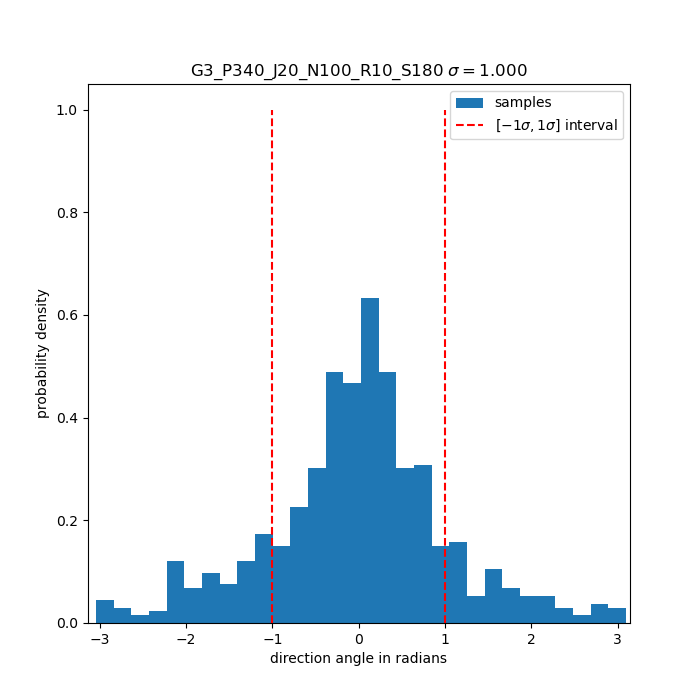 G3_P340_J20_N100_R10_S180 σ = 1.000
samples
[−1σ, 1σ] interval
probability density
1.0
0.8
0.6
0.4
0.2
0.0
−3 −2 −1 0 1 2 3
direction angle in radians